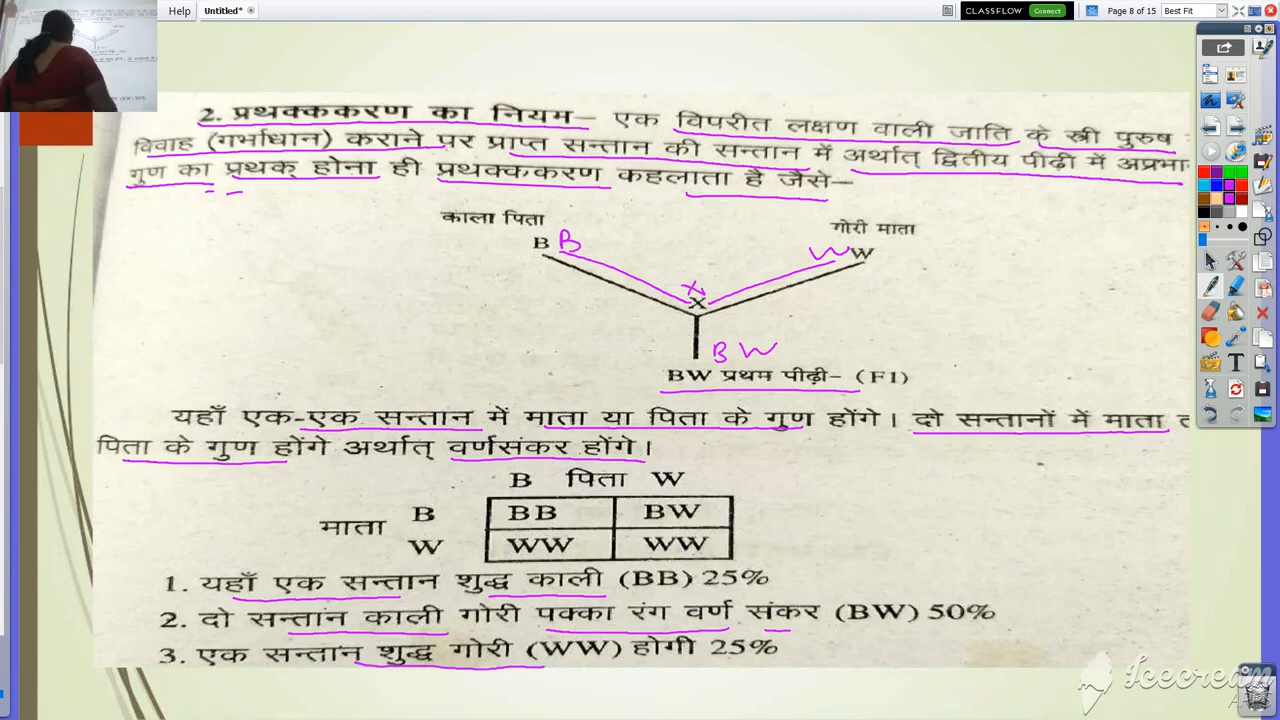 Help
Untitled*
CLASSFLOW Connect
Page 8 of 15
Best Fit
2. प्रथक्ककरण का नियम– एक विपरीत लक्षण वाली जाति के स्त्री पुरुष
विवाह (गर्भाधान) कराने पर प्राप्त सन्तान की सन्तान में अर्थात् द्वितीय पीढ़ी में अप्रभा
गुण का प्रथक् होना ही प्रथक्ककरण कहलाता है जैसे–
काला पिता
गोरी माता
B B
W W
x
X
B W
BW प्रथम पीढ़ी- (F1)
यहाँ एक-एक सन्तान में माता या पिता के गुण होंगे। दो सन्तानों में माता त
पिता के गुण होंगे अर्थात् वर्णसंकर होंगे।
B पिता W
माता
B BB BW
W WW WW
1. यहाँ एक सन्तान शुद्ध काली (BB) 25%
2. दो सन्तान काली गोरी पक्का रंग वर्ण संकर (BW) 50%
3. एक सन्तान शुद्ध गोरी (WW) होगी 25%
Icecream
APPS